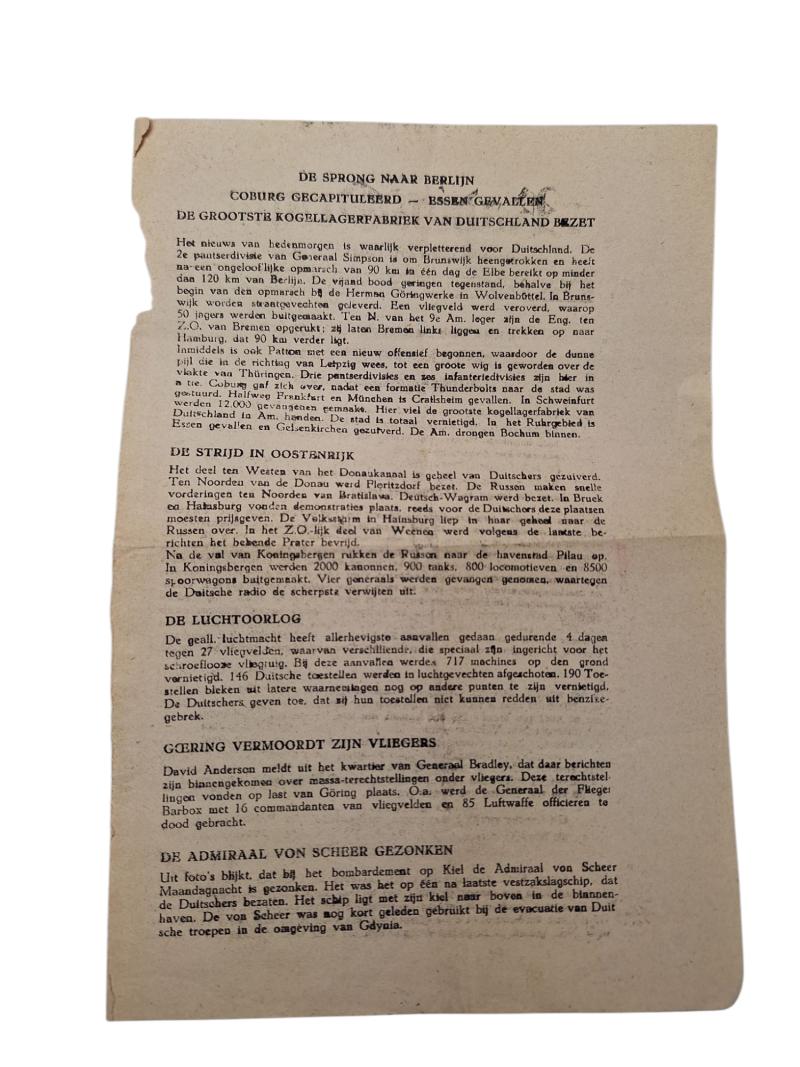 DE SPRONG NAAR BERLIJN
COBURG GECAPITULEERD — ESSEN GEVALLEN
DE GROOTSTE KOGELLAGERFABRIEK VAN DUITSCHLAND BEZET
Het nieuws van hedenmorgen is waarlijk verpletterend voor Duitschland. De
2e pantserdivisie van Generaal Simpson is om Brunswijk heengetrokken en heeft
na een ongelooflijke opmarsch van 90 km in één dag de Elbe bereikt op minder
dan 120 km van Berlijn. De vijand bood geringen tegenstand, behalve bij het
begin van den opmarsch bij de Herman Göringwerke in Wolvenbüttel. In Bruns-
wijk worden straatgevechten geleverd. Een vliegveld werd veroverd, waarop
50 jagers werden buitgemaakt. Ten N. van het 9e Am. leger zijn de Eng. ten
Z.O. van Bremen opgerukt; zij laten Bremen links liggen en trekken op naar
Hamburg, dat 90 km verder ligt.
Inmiddels is ook Patton met een nieuw offensief begonnen, waardoor de dunne
pijl die in de richting van Leipzig wees, tot een groote wig is geworden over de
vlakte van Thüringen. Drie pantserdivisies en zes infanteriedivisies zijn hier in
a tie. Coburg gaf zich over, nadat een formatie Thunderbolts naar de stad was
gestuurd. Halfweg Frankfurt en München is Crailsheim gevallen. In Schweinfurt
werden 12.000 gevangenen gemaakt. Hier viel de grootste kogellagerfabriek van
Duitschland in Am. handen. De stad is totaal vernietigd. In het Ruhrgebied is
Essen gevallen en Gelsenkirchen gezuiverd. De Am. drongen Bochum binnen.
DE STRIJD IN OOSTENRIJK
Het deel ten Westen van het Donaukanaal is geheel van Duitschers gezuiverd.
Ten Noorden van de Donau werd Pleritzdorf bezet. De Russen maken snelle
vorderingen ten Noorden van Bratislawa. Deutsch-Wagram werd bezet. In Bruck
en Hainsburg vonden demonstraties plaats, reeds voor de Duitschers deze plaatsen
moesten prijsgeven. De Volksstürm in Hainsburg liep in haar geheel naar de
Russen over. In het Z.O.-lijk deel van Weenen werd volgens de laatste be-
richten het bekende Prater bevrijd.
Na de val van Koningsbergen rukken de Russen naar de havenstad Pilau op.
In Koningsbergen werden 2000 kanonnen, 900 tanks, 800 locomotieven en 8500
spoorwagons buitgemaakt. Vier generaals werden gevangen genomen, waartegen
de Duitsche radio de scherpste verwijten uit.
DE LUCHTOORLOG
De geall. luchtmacht heeft allerhevigste aanvallen gedaan gedurende 4 dagen
tegen 27 vliegvelden, waarvan verschillende, die speciaal zijn ingericht voor het
schroeflooze vliegtuig. Bij deze aanvallen werden 717 machines op den grond
vernietigd. 146 Duitsche toestellen werden in luchtgevechten afgeschoten. 190 Toe-
stellen bleken uit latere waarnemingen nog op andere punten te zijn vernietigd.
De Duitschers geven toe, dat zij hun toestellen niet kunnen redden uit benzine-
gebrek.
GŒRING VERMOORDT ZIJN VLIEGERS
David Anderson meldt uit het kwartier van Generaal Bradley, dat daar berichten
zijn binnengekomen over massa-terechtstellingen onder vliegers. Deze terechtstel-
lingen vonden op last van Göring plaats. O.a. werd de Generaal der Flieger
Barbox met 16 commandanten van vliegvelden en 85 Luftwaffe officieren te
dood gebracht.
DE ADMIRAAL VON SCHEER GEZONKEN
Uit foto's blijkt, dat bij het bombardement op Kiel de Admiraal von Scheer
Maandagnacht is gezonken. Het was het op één na laatste vestzakslagschip, dat
de Duitschers bezaten. Het schip ligt met zijn kiel naar boven in de binnen-
haven. De von Scheer was nog kort geleden gebruikt bij de evacuatie van Duit
sche troepen in de omgeving van Gdynia.